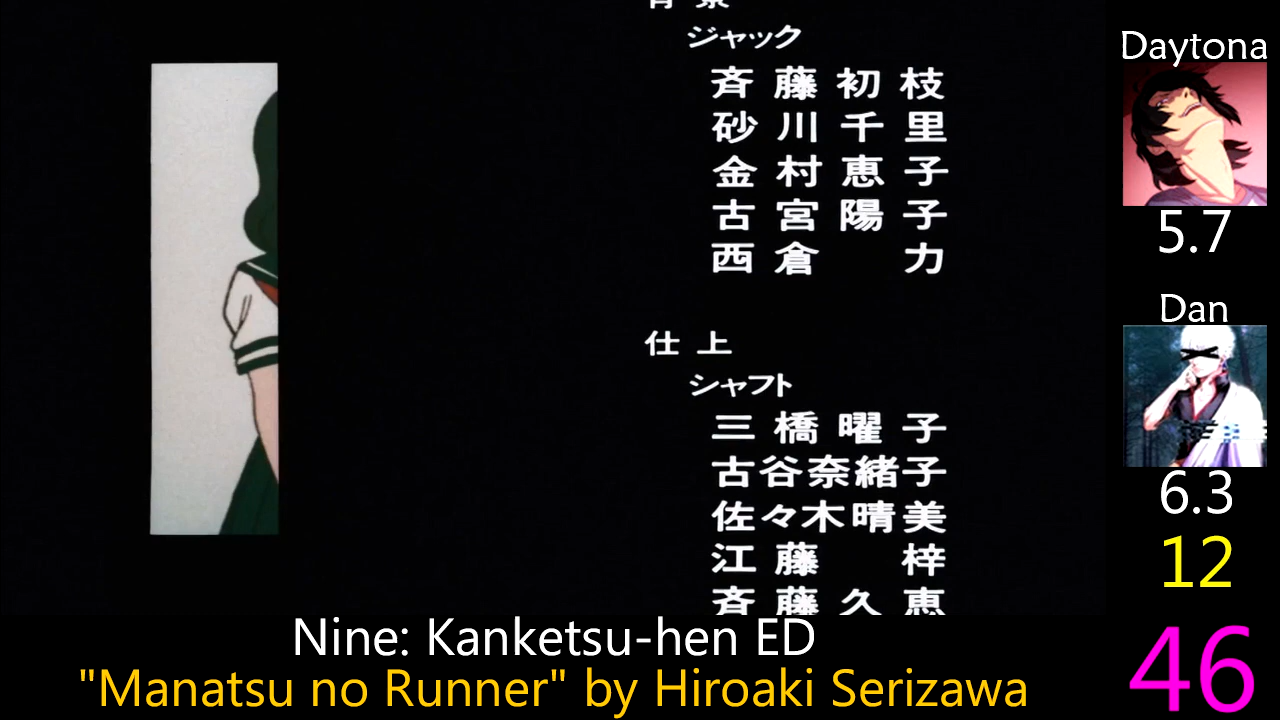 背景
ジャック
斉藤初枝
砂川千里
金村恵子
古宮陽子
西倉 力
仕上
シャフト
三橋曜子
古谷奈緒子
佐々木晴美
江藤 梓
斉藤久恵
Daytona
5.7
Dan
6.3
12
46
Nine: Kanketsu-hen ED
"Manatsu no Runner" by Hiroaki Serizawa